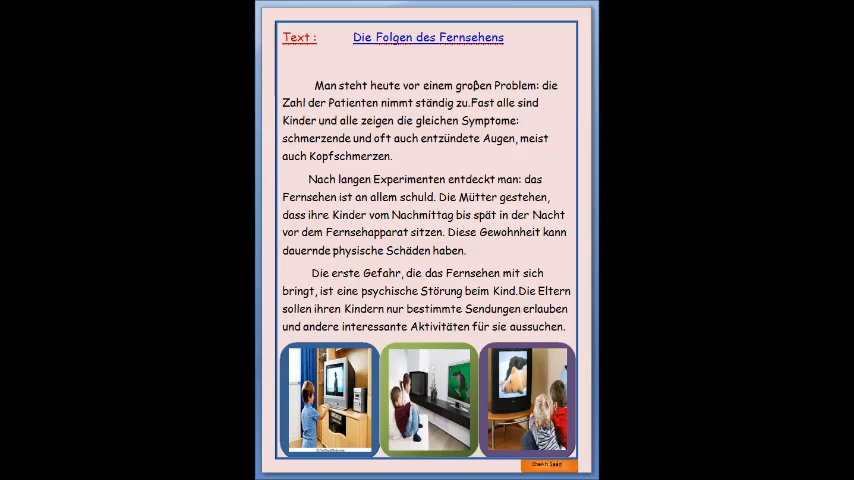 Text :
Die Folgen des Fernsehens
Man steht heute vor einem großen Problem: die
Zahl der Patienten nimmt ständig zu.Fast alle sind
Kinder und alle zeigen die gleichen Symptome:
schmerzende und oft auch entzündete Augen, meist
auch Kopfschmerzen.
Nach langen Experimenten entdeckt man: das
Fernsehen ist an allem schuld. Die Mütter gestehen,
dass ihre Kinder vom Nachmittag bis spät in der Nacht
vor dem Fernsehapparat sitzen. Diese Gewohnheit kann
dauernde physische Schäden haben.
Die erste Gefahr, die das Fernsehen mit sich
bringt, ist eine psychische Störung beim Kind.Die Eltern
sollen ihren Kindern nur bestimmte Sendungen erlauben
und andere interessante Aktivitäten für sie aussuchen.
Cheikh Saad